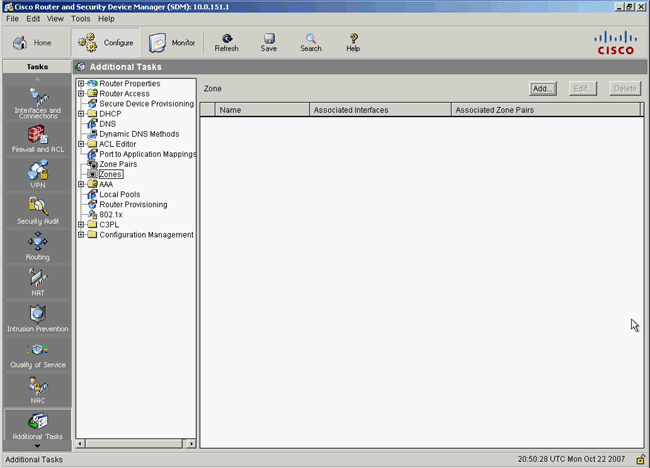 Cisco Router and Security Device Manager (SDM): 10.0.151.1
File Edit View Tools Help
Home Configure Monitor Refresh Save Search Help
CISCO
Tasks
Additional Tasks
Interfaces and Connections
Firewall and ACL
VPN
Security Audit
Routing
NAT
Intrusion Prevention
Quality of Service
NAC
Additional Tasks
Router Properties
Router Access
Secure Device Provisioning
DHCP
DNS
Dynamic DNS Methods
ACL Editor
Port to Application Mappings
Zone Pairs
Zones
AAA
Local Pools
Router Provisioning
802.1x
C3PL
Configuration Management
Zone
Add... Edit... Delete
Name Associated Interfaces Associated Zone Pairs
Additional Tasks
20:50:28 UTC Mon Oct 22 2007